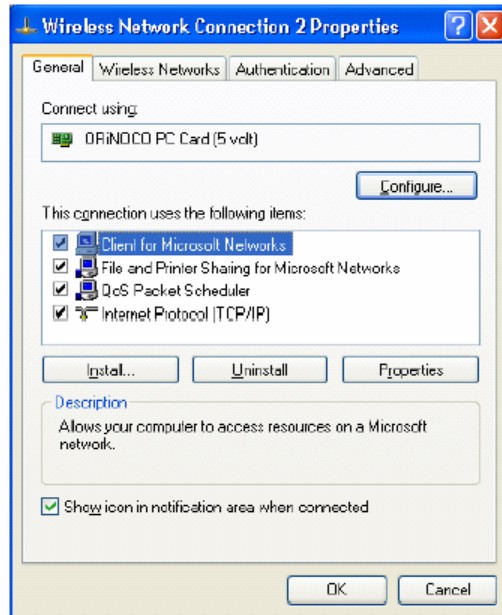 Wireless Network Connection 2 Properties
General Wireless Networks Authentication Advanced
Connect using:
ORiNOCO PC Card (5 volt)
Configure...
This connection uses the following items:
Client for Microsoft Networks
File and Printer Sharing for Microsoft Networks
QoS Packet Scheduler
Internet Protocol (TCP/IP)
Install... Uninstall Properties
Description
Allows your computer to access resources on a Microsoft
network.
Show icon in notification area when connected
OK Cancel